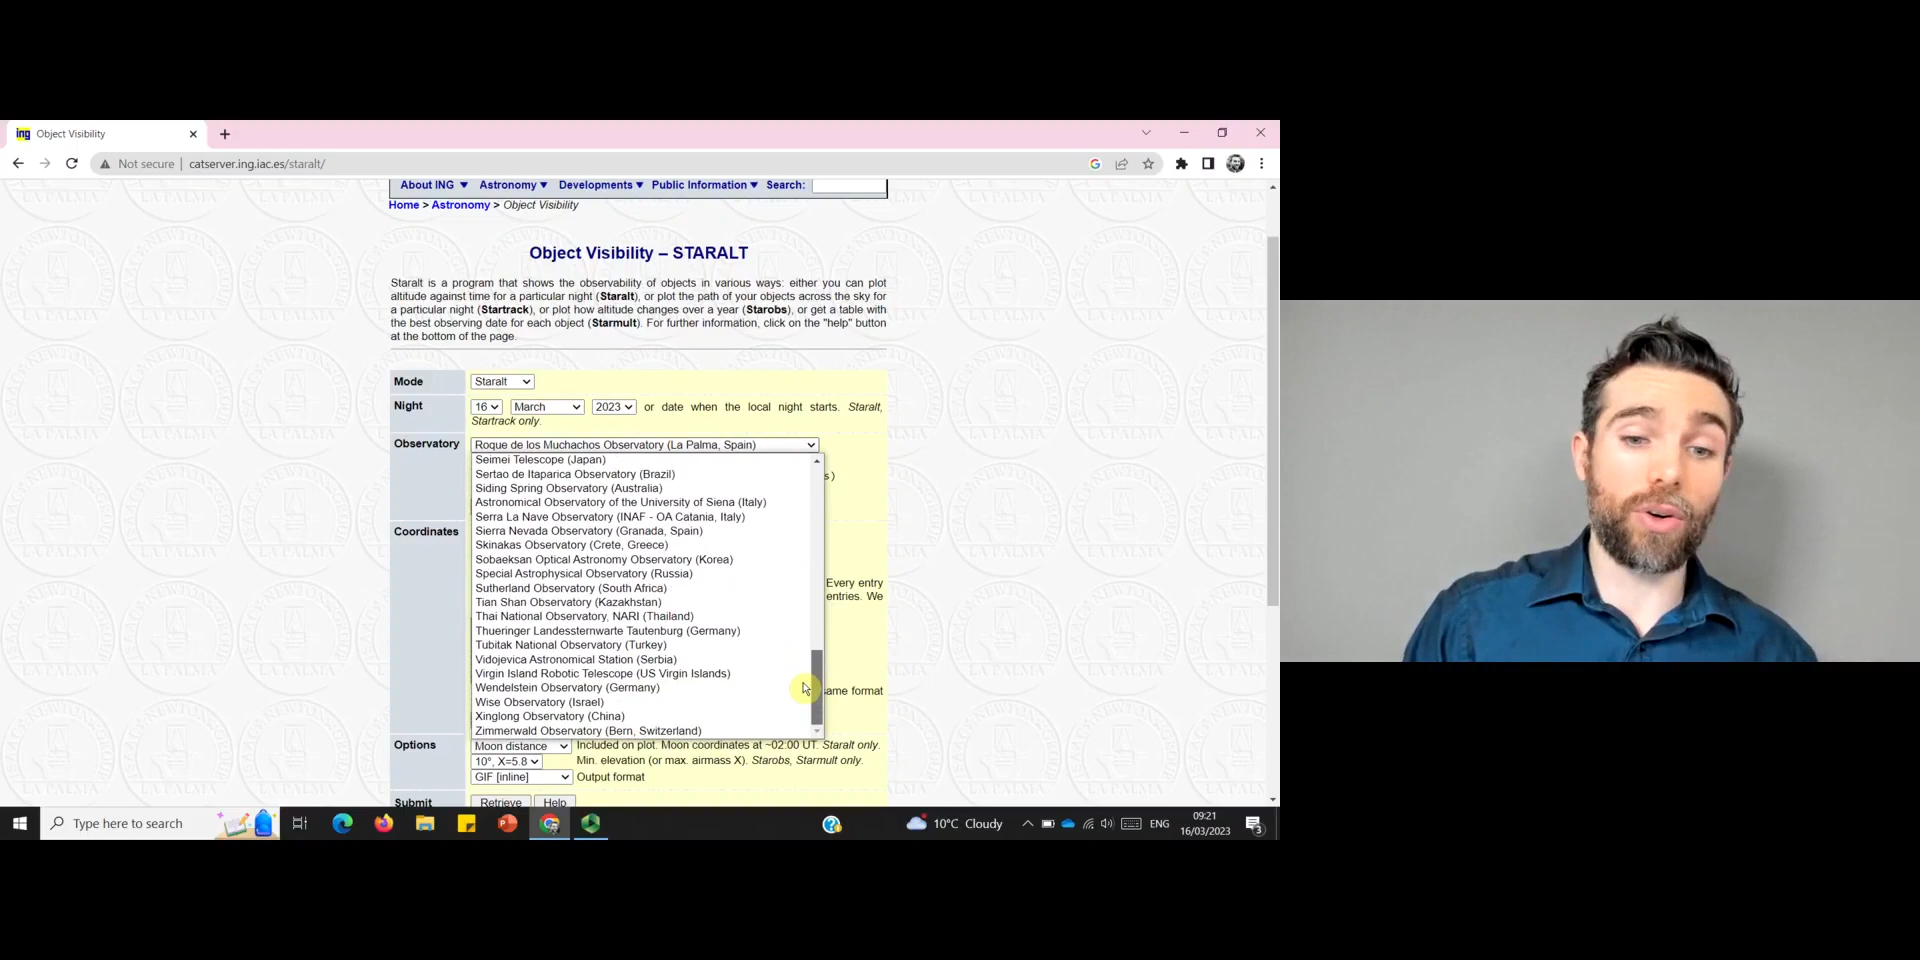 Object Visibility
Not secure | catserver.ing.iac.es/staralt/
About ING ▼ Astronomy ▼ Developments ▼ Public Information ▼ Search:
Home > Astronomy > Object Visibility
Object Visibility – STARALT
Staralt is a program that shows the observability of objects in various ways: either you can plot
altitude against time for a particular night (Staralt), or plot the path of your objects across the sky for
a particular night (Startrack), or plot how altitude changes over a year (Starobs), or get a table with
the best observing date for each object (Starmult). For further information, click on the "help" button
at the bottom of the page.
Mode Staralt
Night 16 March 2023 or date when the local night starts. Staralt,
Startrack only.
Observatory Roque de los Muchachos Observatory (La Palma, Spain)
Seimei Telescope (Japan)
Sertao de Itaparica Observatory (Brazil) s )
Siding Spring Observatory (Australia)
Astronomical Observatory of the University of Siena (Italy)
Serra La Nave Observatory (INAF - OA Catania, Italy)
Coordinates Sierra Nevada Observatory (Granada, Spain)
Skinakas Observatory (Crete, Greece)
Sobaeksan Optical Astronomy Observatory (Korea)
Special Astrophysical Observatory (Russia) Every entry
Sutherland Observatory (South Africa) entries. We
Tian Shan Observatory (Kazakhstan)
Thai National Observatory, NARI (Thailand)
Thueringer Landessternwarte Tautenburg (Germany)
Tubitak National Observatory (Turkey)
Vidojevica Astronomical Station (Serbia)
Virgin Island Robotic Telescope (US Virgin Islands)
Wendelstein Observatory (Germany) ame format
Wise Observatory (Israel)
Xinglong Observatory (China)
Zimmerwald Observatory (Bern, Switzerland)
Options Moon distance Included on plot. Moon coordinates at ~02:00 UT. Staralt only.
10°, X=5.8 Min. elevation (or max. airmass X). Starobs, Starmult only.
GIF [inline] Output format
Submit Retrieve Help
Type here to search 10°C Cloudy ENG 09:21
16/03/2023 3